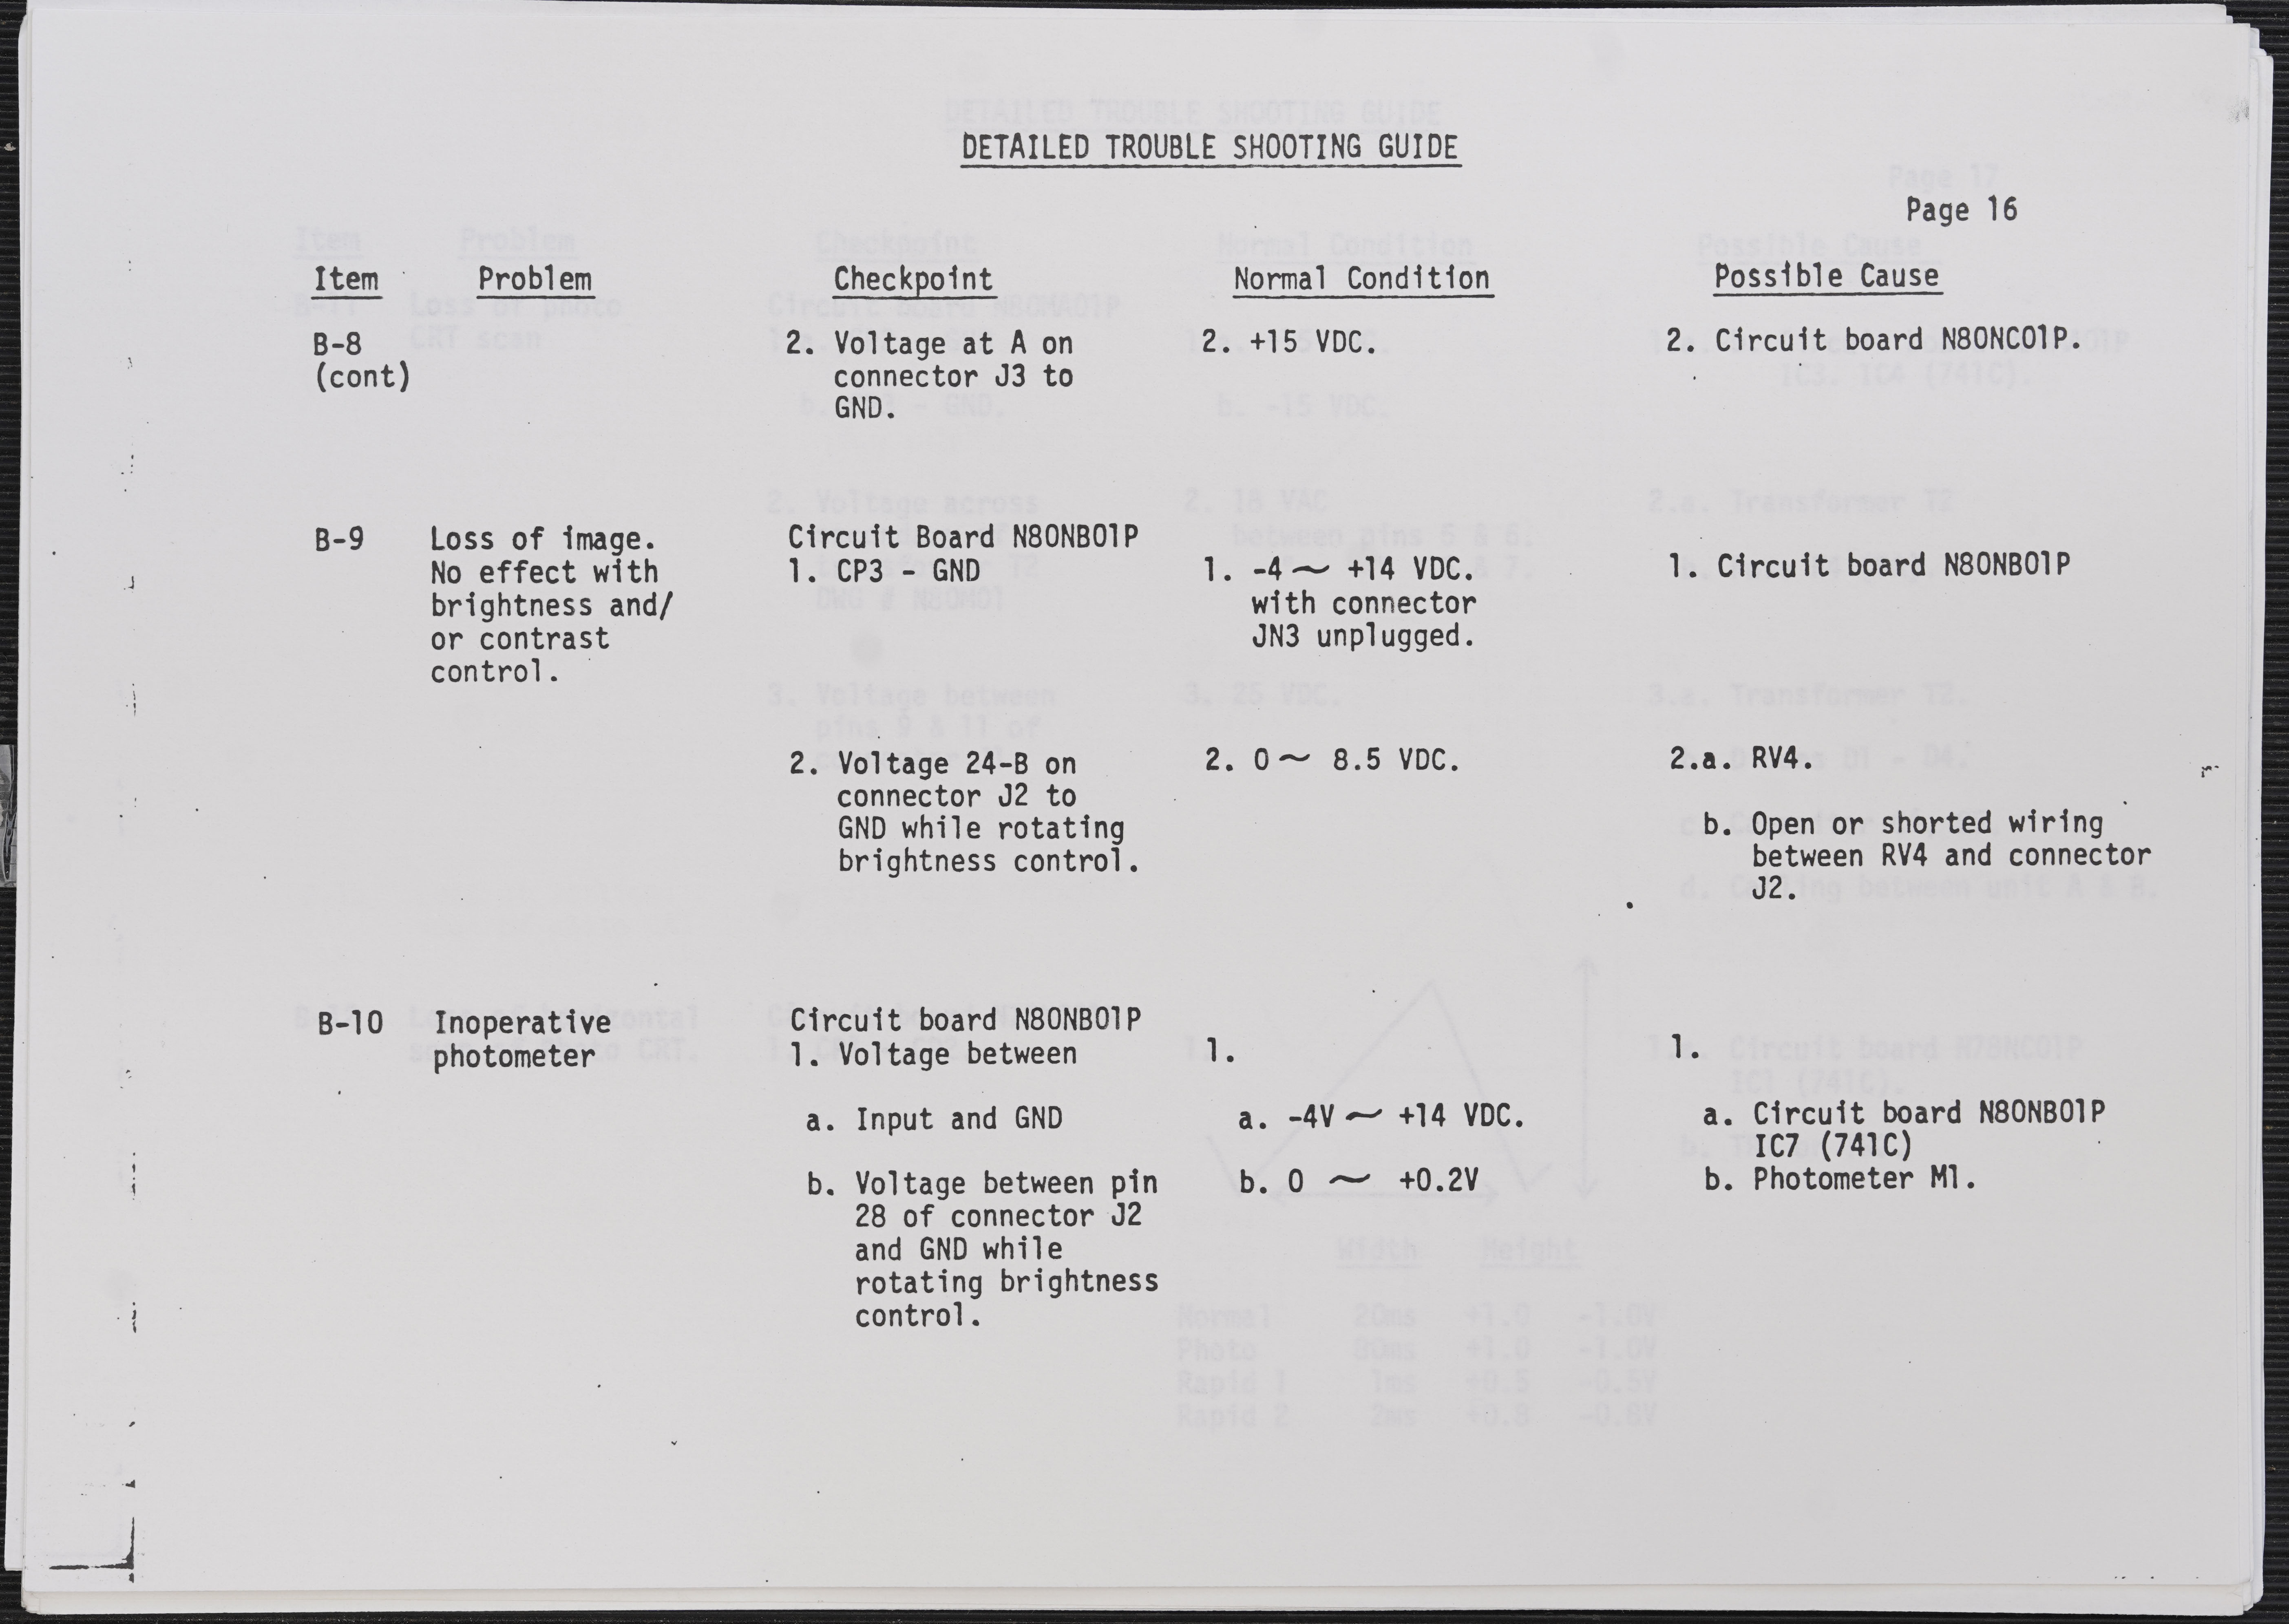 DETAILED TROUBLE SHOOTING GUIDE
Page 16
Item Problem Checkpoint Normal Condition Possible Cause
B-8 2. Voltage at A on 2. +15 VDC. 2. Circuit board N80NC01P.
(cont) connector J3 to
GND.
B-9 Loss of image. Circuit Board N80NB01P
No effect with 1. CP3 - GND 1. -4 ~ +14 VDC. 1. Circuit board N80NB01P
brightness and/ with connector
or contrast JN3 unplugged.
control.
2. Voltage 24-B on 2. 0 ~ 8.5 VDC. 2.a. RV4.
connector J2 to
GND while rotating b. Open or shorted wiring
brightness control. between RV4 and connector
J2.
B-10 Inoperative Circuit board N80NB01P
photometer 1. Voltage between 1. 1.
a. Input and GND a. -4V ~ +14 VDC. a. Circuit board N80NB01P
IC7 (741C)
b. Voltage between pin b. 0 ~ +0.2V b. Photometer M1.
28 of connector J2
and GND while
rotating brightness
control.